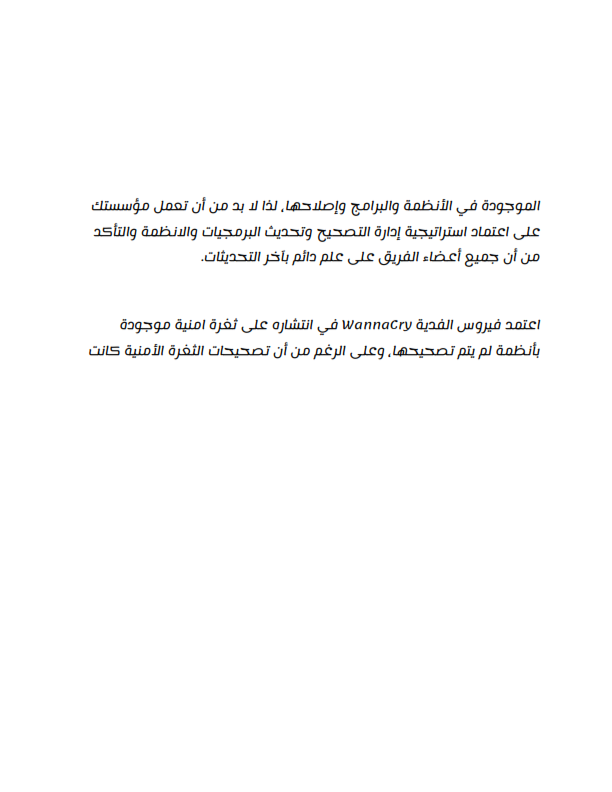 الموجودة في الأنظمة والبرامج وإصلاحها، لذا لا بد من أن تعمل مؤسستك
على اعتماد استراتيجية إدارة التصحيح وتحديث البرمجيات والانظمة والتأكد
من أن جميع أعضاء الفريق على علم دائم بآخر التحديثات.
اعتمد فيروس الفدية WannaCry في انتشاره على ثغرة امنية موجودة
بأنظمة لم يتم تصحيحها، وعلى الرغم من أن تصحيحات الثغرة الأمنية كانت